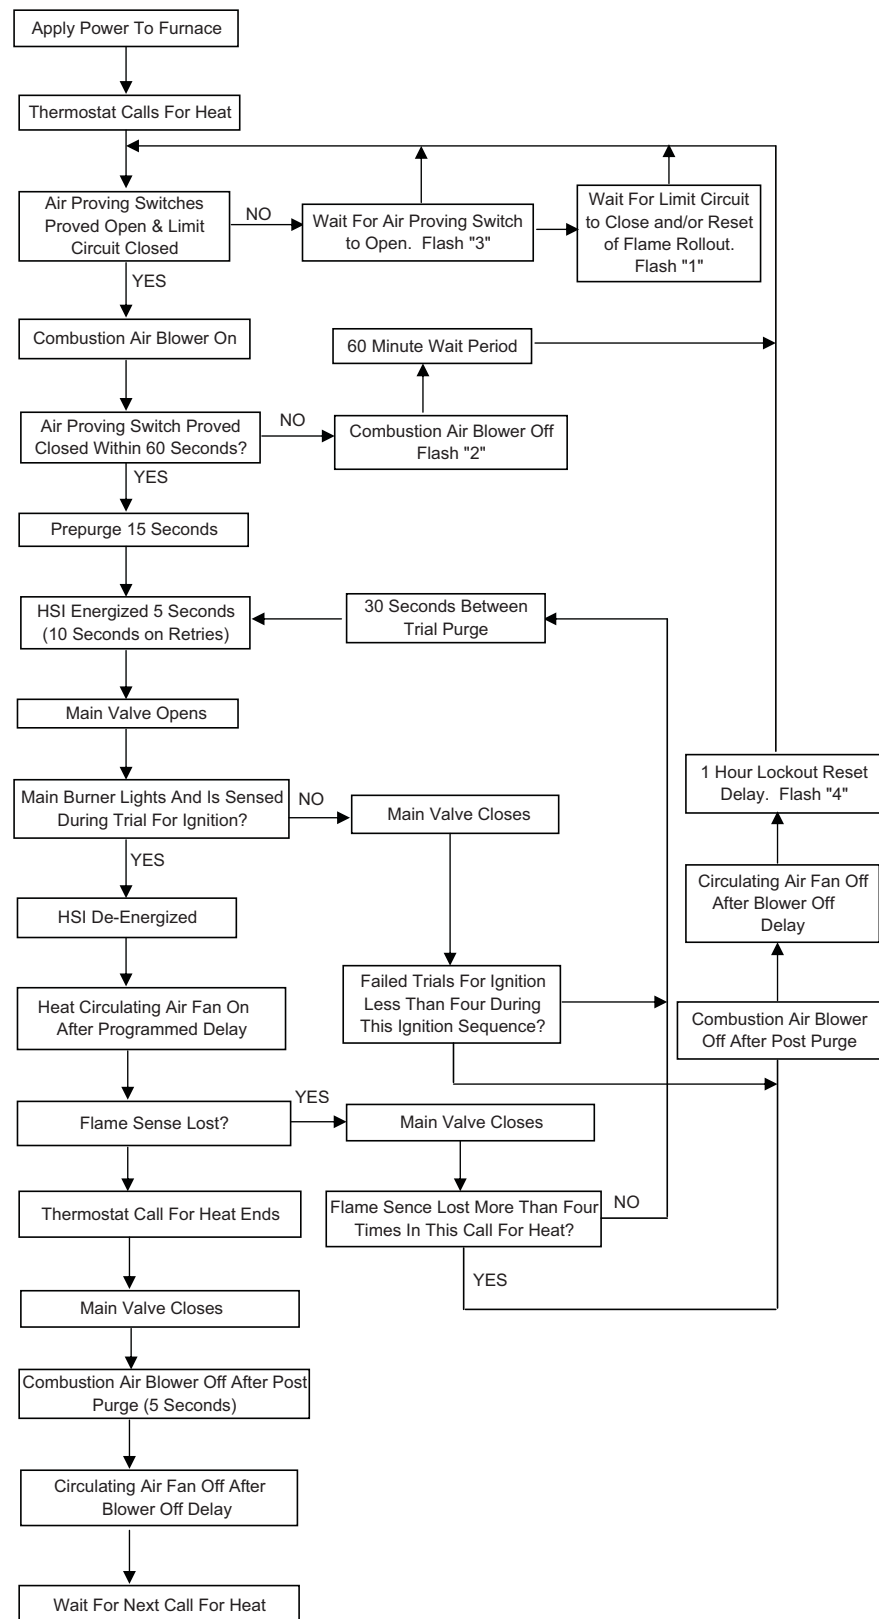 Apply Power To Furnace
Thermostat Calls For Heat
Air Proving Switches
Proved Open & Limit
Circuit Closed
NO
Wait For Air Proving Switch
to Open. Flash "3"
Wait For Limit Circuit
to Close and/or Reset
of Flame Rollout.
Flash "1"
YES
Combustion Air Blower On
60 Minute Wait Period
Air Proving Switch Proved
Closed Within 60 Seconds?
NO
Combustion Air Blower Off
Flash "2"
YES
Prepurge 15 Seconds
HSI Energized 5 Seconds
(10 Seconds on Retries)
30 Seconds Between
Trial Purge
Main Valve Opens
Main Burner Lights And Is Sensed
During Trial For Ignition?
NO
Main Valve Closes
1 Hour Lockout Reset
Delay. Flash "4"
YES
HSI De-Energized
Circulating Air Fan Off
After Blower Off
Delay
Heat Circulating Air Fan On
After Programmed Delay
Failed Trials For Ignition
Less Than Four During
This Ignition Sequence?
Combustion Air Blower
Off After Post Purge
Flame Sense Lost?
YES
Main Valve Closes
Thermostat Call For Heat Ends
Flame Sence Lost More Than Four
Times In This Call For Heat?
NO
YES
Main Valve Closes
Combustion Air Blower Off After Post
Purge (5 Seconds)
Circulating Air Fan Off After
Blower Off Delay
Wait For Next Call For Heat